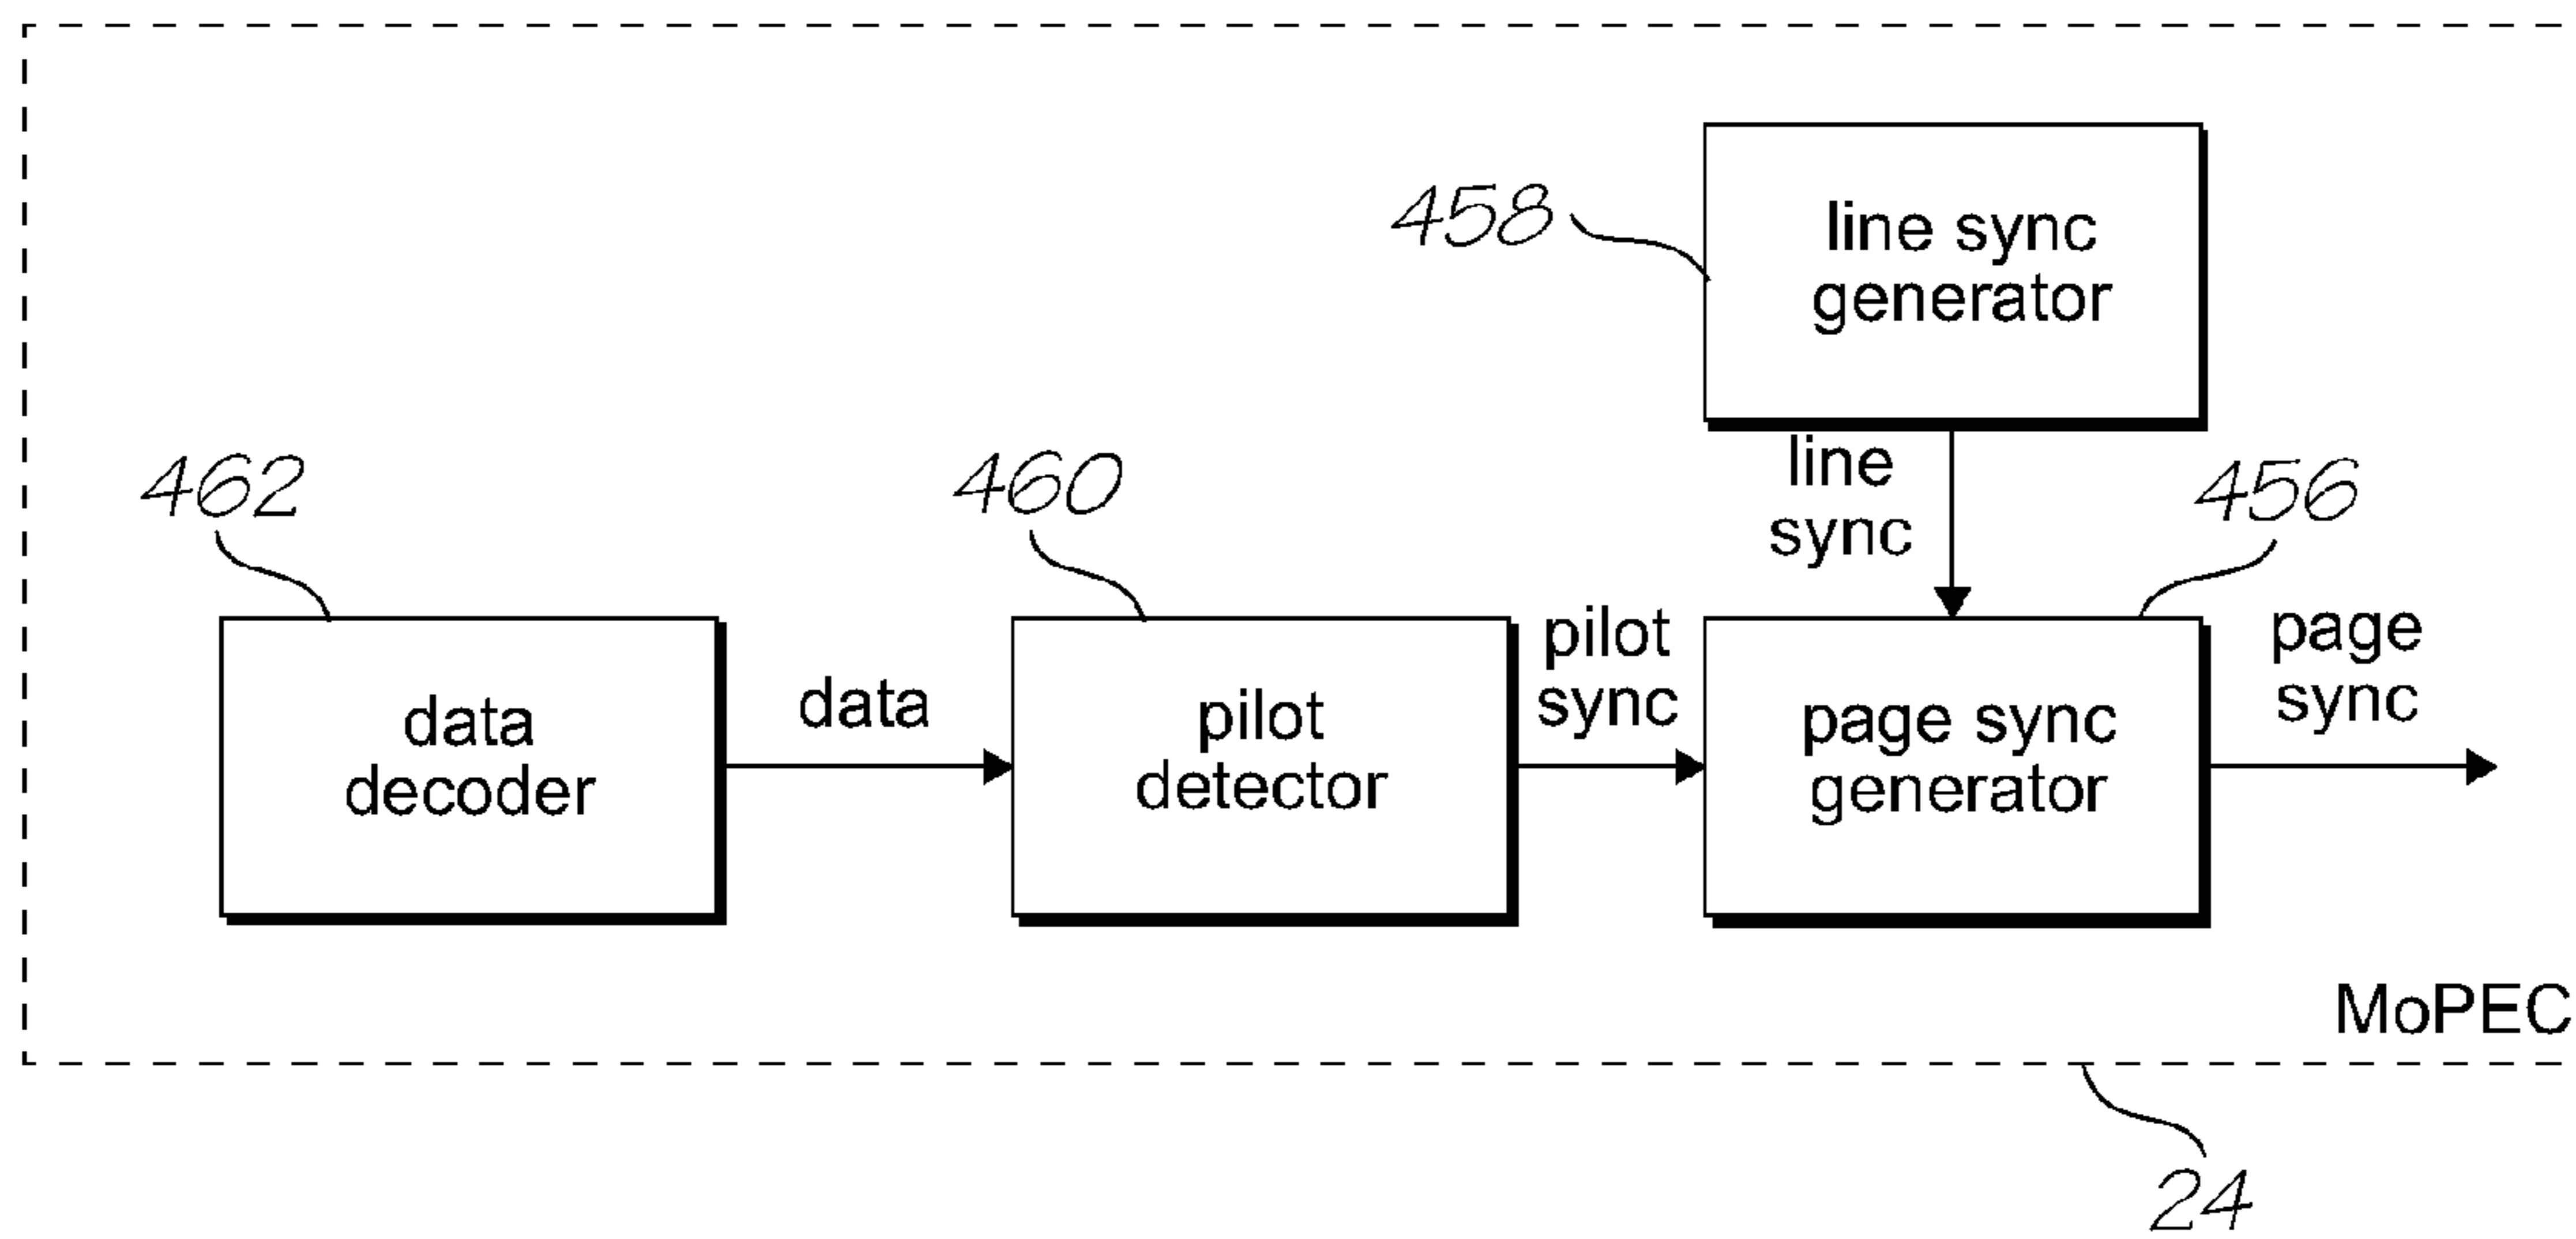 458
line sync
generator
line
sync
462
460
456
data
decoder
data
pilot
detector
pilot
sync
page sync
generator
page
sync
MoPEC
24